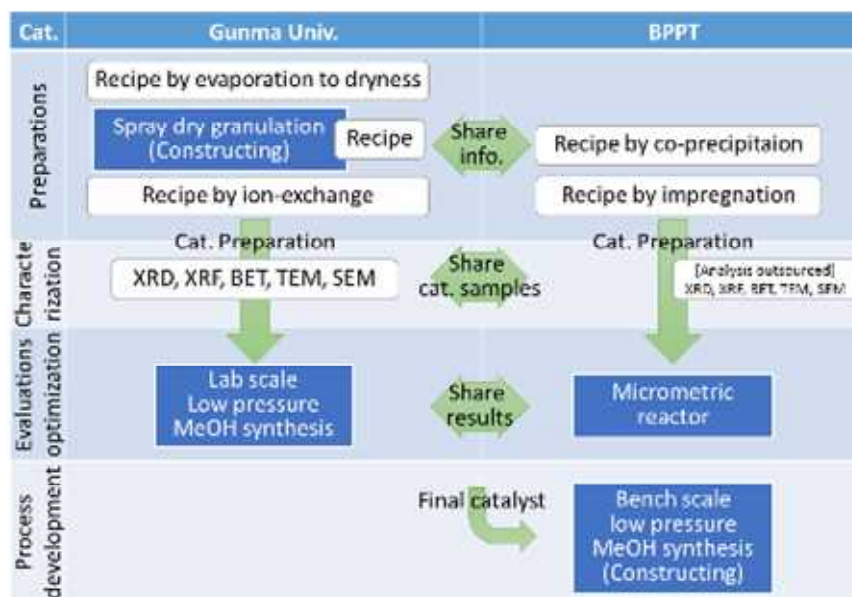 Cat.
Gunma Univ.
BPPT
Preparations
Recipe by evaporation to dryness
Spray dry granulation
(Constructing)
Recipe
Recipe by ion-exchange
Share
info.
Recipe by co-precipitaion
Recipe by impregnation
Characte
rization
Cat. Preparation
XRD, XRF, BET, TEM, SEM
Share
cat. samples
Cat. Preparation
[Analysis outsourced]
XRD, XRF, BET, TEM, SEM
Evaluations
optimization
Lab scale
Low pressure
MeOH synthesis
Share
results
Micrometric
reactor
Process
development
Final catalyst
Bench scale
low pressure
MeOH synthesis
(Constructing)